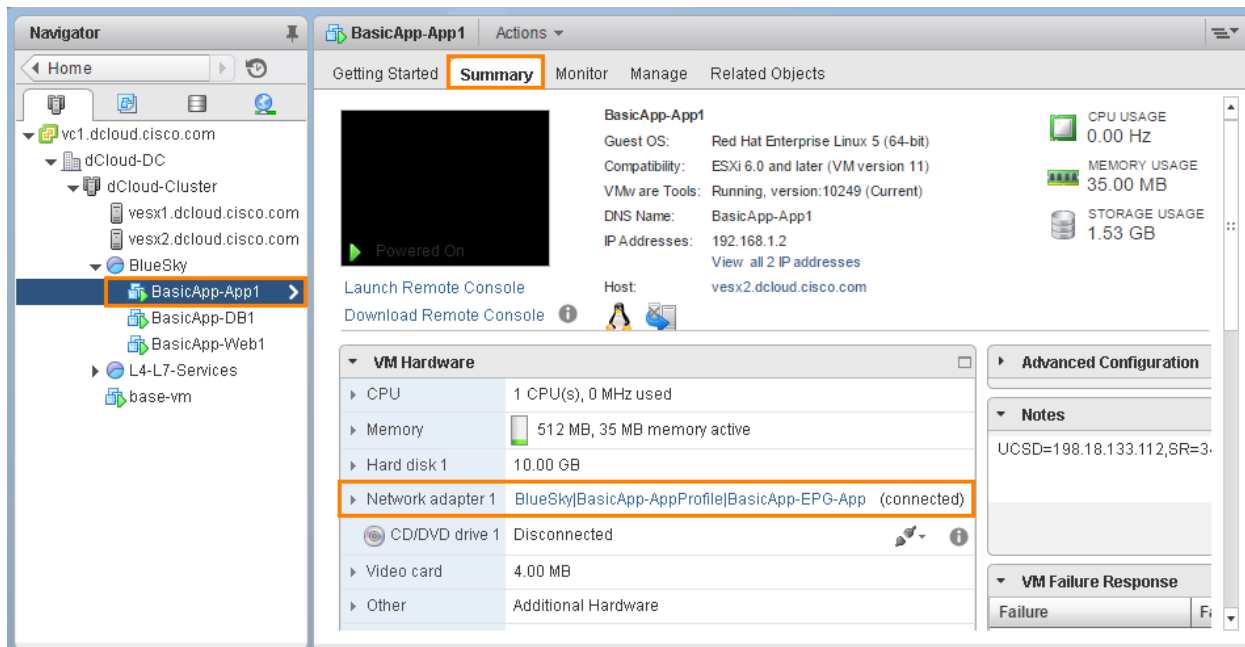 Navigator
Home
vc1.dcloud.cisco.com
dCloud-DC
dCloud-Cluster
vesx1.dcloud.cisco.com
vesx2.dcloud.cisco.com
BlueSky
BasicApp-App1
BasicApp-DB1
BasicApp-Web1
L4-L7-Services
base-vm
BasicApp-App1 Actions
Getting Started Summary Monitor Manage Related Objects
Powered On
Launch Remote Console
Download Remote Console
BasicApp-App1
Guest OS: Red Hat Enterprise Linux 5 (64-bit)
Compatibility: ESXi 6.0 and later (VM version 11)
VMware Tools: Running, version:10249 (Current)
DNS Name: BasicApp-App1
IP Addresses: 192.168.1.2
View all 2 IP addresses
Host: vesx2.dcloud.cisco.com
CPU USAGE
0.00 Hz
MEMORY USAGE
35.00 MB
STORAGE USAGE
1.53 GB
VM Hardware
CPU 1 CPU(s), 0 MHz used
Memory 512 MB, 35 MB memory active
Hard disk 1 10.00 GB
Network adapter 1 BlueSky|BasicApp-AppProfile|BasicApp-EPG-App (connected)
CD/DVD drive 1 Disconnected
Video card 4.00 MB
Other Additional Hardware
Advanced Configuration
Notes
UCSD=198.18.133.112,SR=3
VM Failure Response
Failure